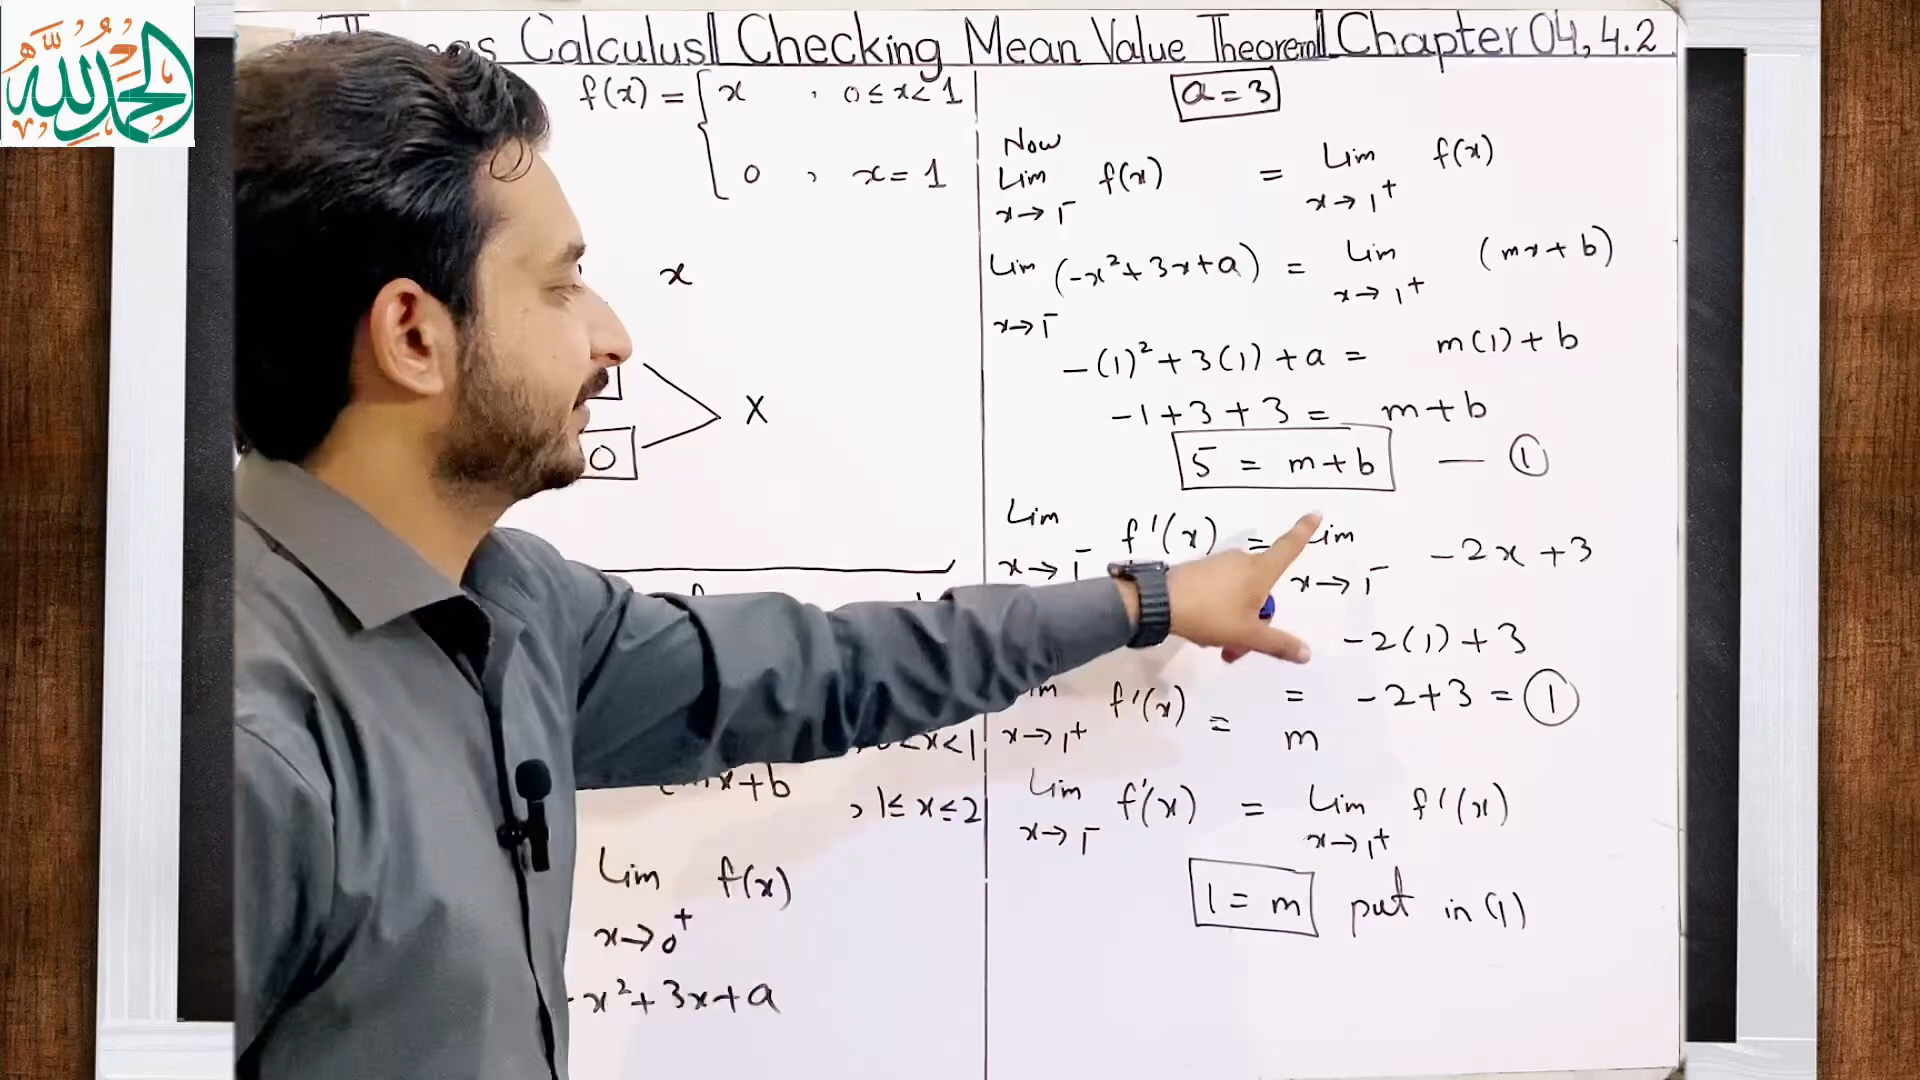 الحمد لله
Calculus|| Checking Mean Value Theorem|| Chapter 04, 4.2
f(x) = { x , 0 ≤ x < 1
0 , x = 1
x
X
0
, 1 ≤ x ≤ 2
x+b
Lim f(x)
x→0⁺
-x²+3x+a
a = 3
Now
Lim f(x) = Lim f(x)
x→1⁻ x→1⁺
Lim (-x²+3x+a) = Lim (mx+b)
x→1⁻ x→1⁺
-(1)²+3(1)+a = m(1)+b
-1+3+3 = m+b
5 = m+b — ①
Lim f'(x) = Lim -2x+3
x→1⁻ x→1⁻
-2(1)+3
= -2+3 = ①
f'(x) = m
x→1⁺
Lim f'(x) = Lim f'(x)
x→1⁻ x→1⁺
1 = m put in (1)